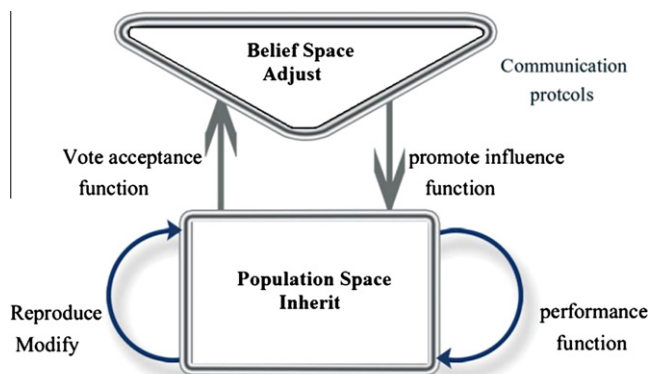 Belief Space
Adjust
Communication
protcols
Vote acceptance
function
promote influence
function
Population Space
Inherit
Reproduce
Modify
performance
function